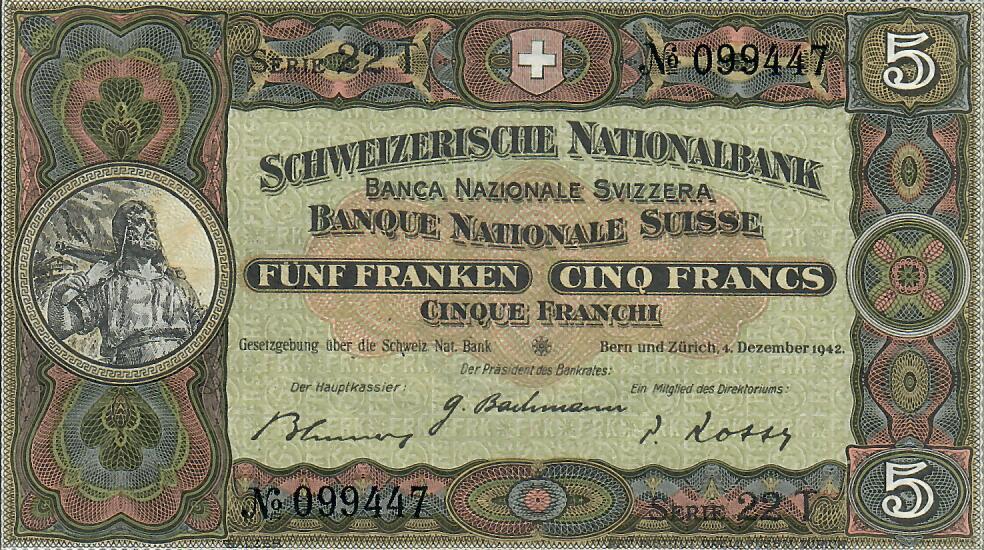 SERIE 22 T № 099447 5
SCHWEIZERISCHE NATIONALBANK
BANCA NAZIONALE SVIZZERA
BANQUE NATIONALE SUISSE
FÜNF FRANKEN CINQ FRANCS
CINQUE FRANCHI
Gesetzgebung über die Schweiz. Nat. Bank Bern und Zürich, 4. Dezember 1942.
Der Präsident des Bankrates:
Der Hauptkassier: Ein Mitglied des Direktoriums:
G. Bachmann
P. Rossy
№ 099447 SERIE 22 T 5